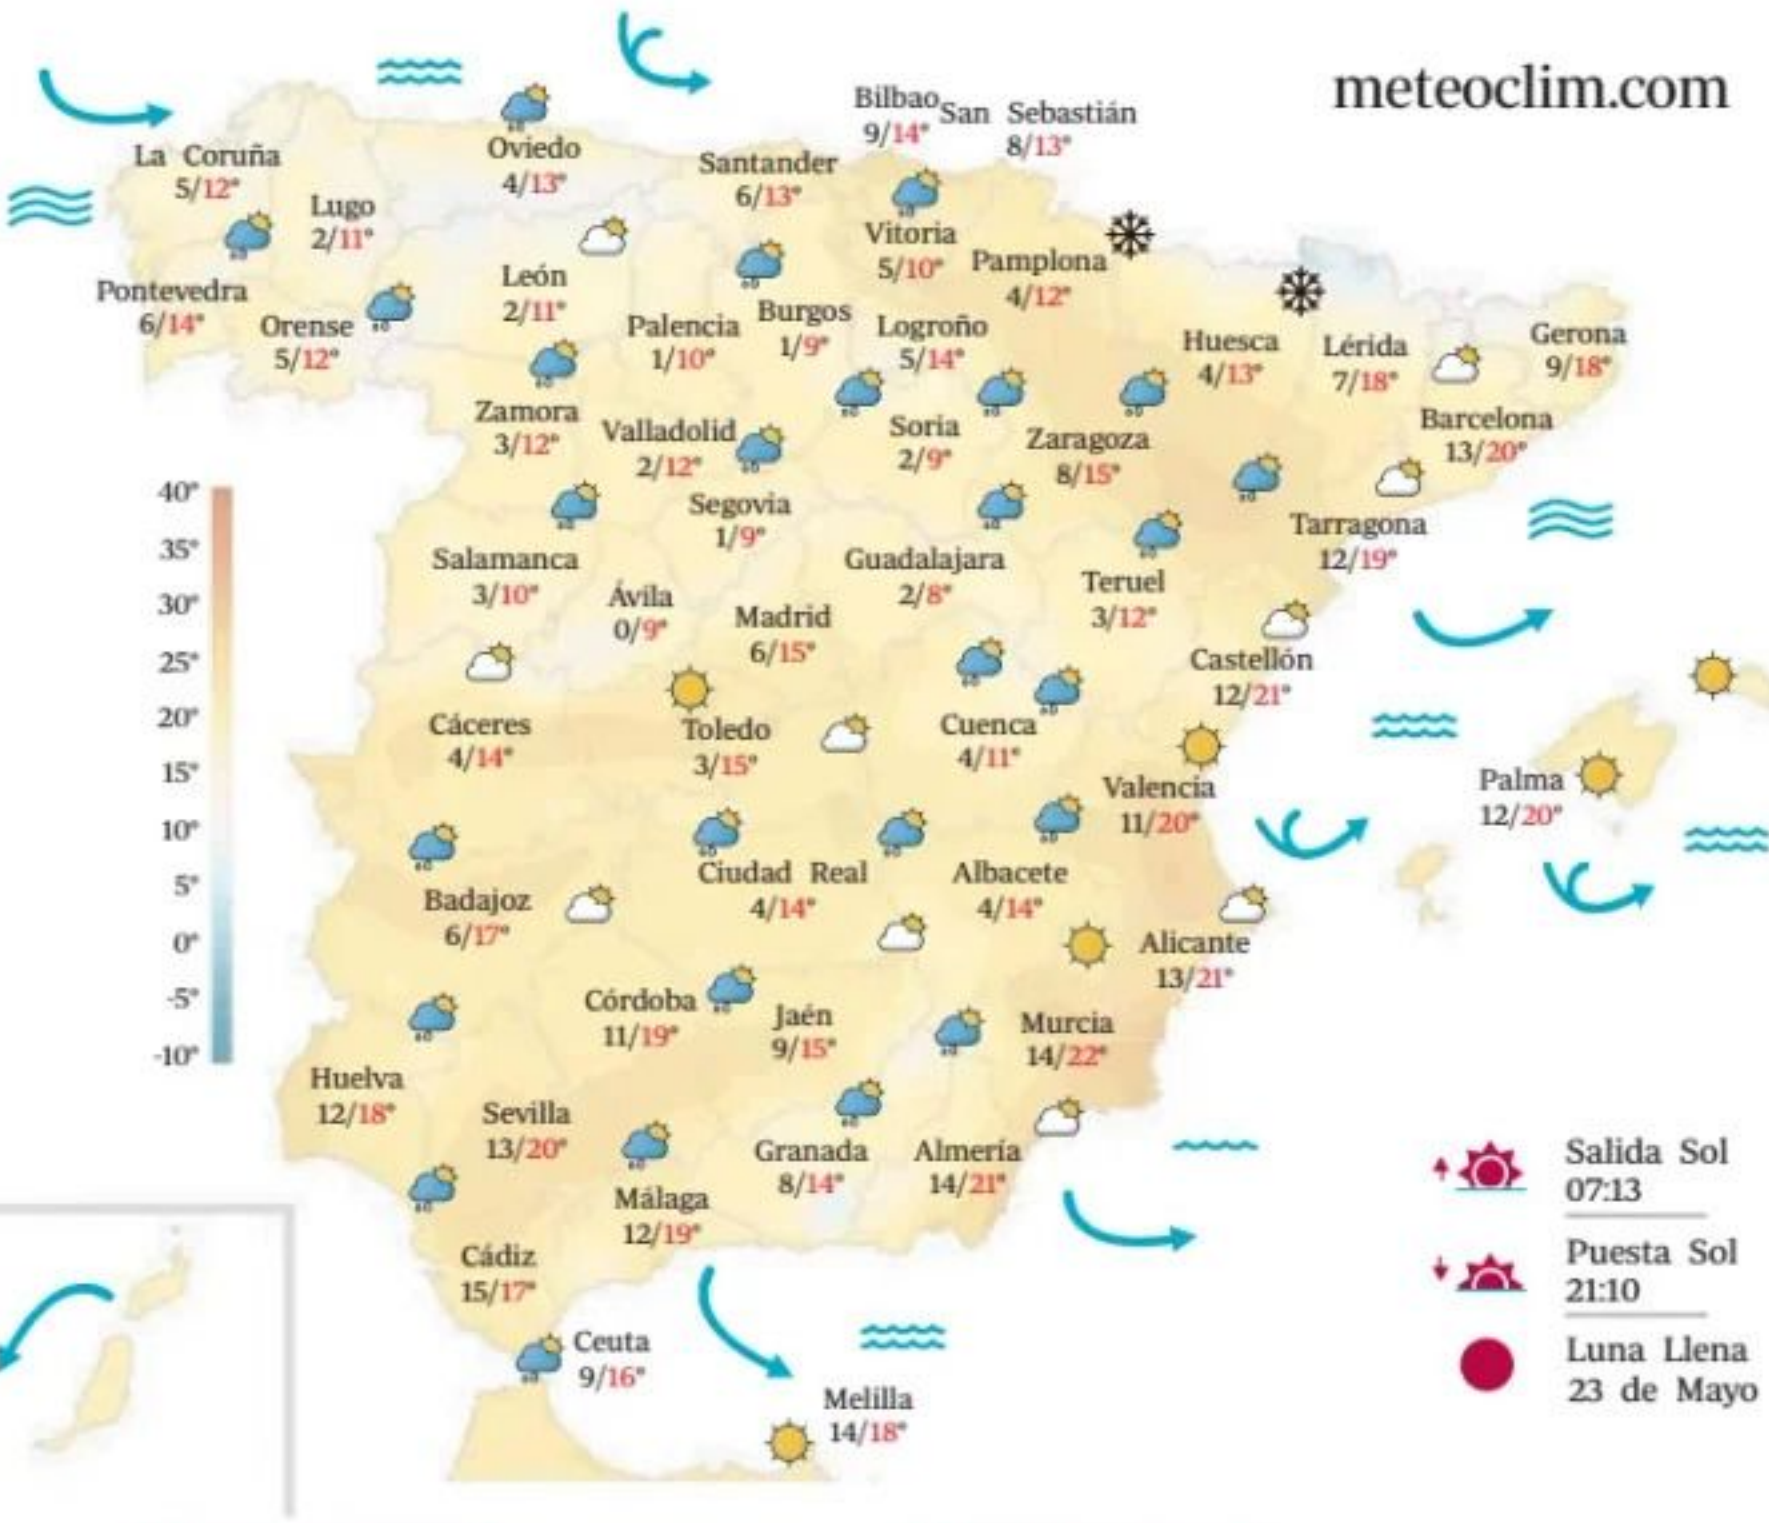 meteoclim.com
Bilbao
9/14°
San Sebastián
8/13°
La Coruña
5/12°
Oviedo
4/13°
Santander
6/13°
Lugo
2/11°
Vitoria
5/10°
Pamplona
4/12°
Pontevedra
6/14°
Orense
5/12°
León
2/11°
Palencia
1/10°
Burgos
1/9°
Logroño
5/14°
Huesca
4/13°
Lérida
7/18°
Gerona
9/18°
Zamora
3/12°
Valladolid
2/12°
Soria
2/9°
Zaragoza
8/15°
Barcelona
13/20°
Segovia
1/9°
Tarragona
12/19°
Salamanca
3/10°
Ávila
0/9°
Madrid
6/15°
Guadalajara
2/8°
Teruel
3/12°
Castellón
12/21°
Cáceres
4/14°
Toledo
3/15°
Cuenca
4/11°
Valencia
11/20°
Palma
12/20°
Badajoz
6/17°
Ciudad Real
4/14°
Albacete
4/14°
Alicante
13/21°
Córdoba
11/19°
Jaén
9/15°
Murcia
14/22°
Huelva
12/18°
Sevilla
13/20°
Granada
8/14°
Almería
14/21°
Málaga
12/19°
Cádiz
15/17°
Ceuta
9/16°
Melilla
14/18°
40°
35°
30°
25°
20°
15°
10°
5°
0°
-5°
-10°
Salida Sol
07:13
Puesta Sol
21:10
Luna Llena
23 de Mayo